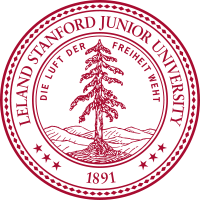 LELAND STANFORD JUNIOR UNIVERSITY
DIE LUFT DER FREIHEIT WEHT
1891